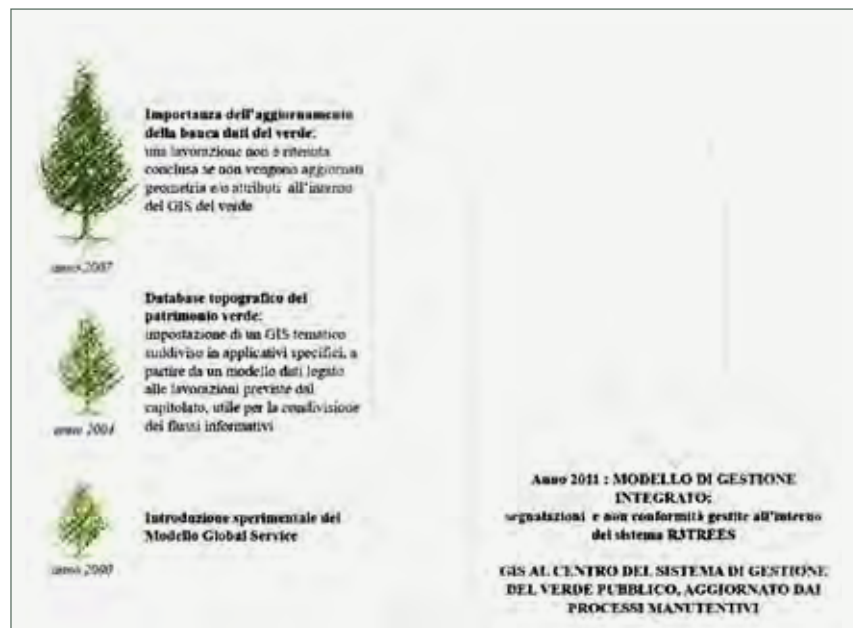 Importanza dell'aggiornamento
della banca dati del verde:
una lavorazione non è ritenuta
conclusa se non vengono aggiornati
geometria e/o attributi all'interno
del GIS del verde
anno 2007
Database topografico del
patrimonio verde:
impostazione di un GIS tematico
suddiviso in applicativi specifici, a
partire da un modello dati legato
alle lavorazioni previste dal
capitolato, utile per la condivisione
dei flussi informativi
anno 2004
Introduzione sperimentale del
Modello Global Service
anno 2000
Anno 2011 : MODELLO DI GESTIONE
INTEGRATO:
segnalazioni e non conformità gestite all'interno
del sistema R3TREES
GIS AL CENTRO DEL SISTEMA DI GESTIONE
DEL VERDE PUBBLICO, AGGIORNATO DAI
PROCESSI MANUTENTIVI